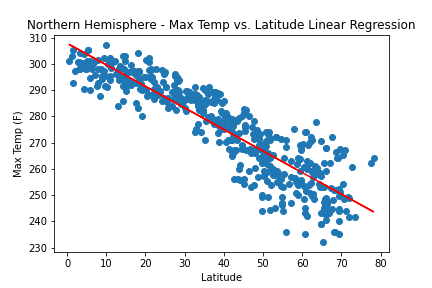 Northern Hemisphere - Max Temp vs. Latitude Linear Regression
310
300
290
280
270
260
250
240
230
Max Temp (F)
0 10 20 30 40 50 60 70 80
Latitude